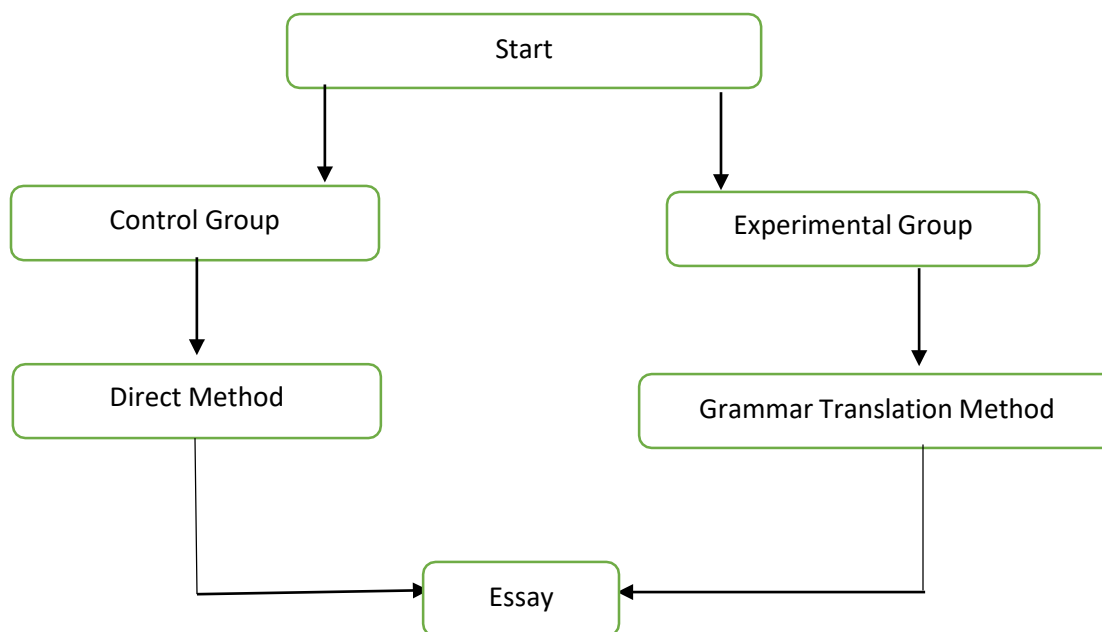 Start
Control Group
Experimental Group
Direct Method
Grammar Translation Method
Essay